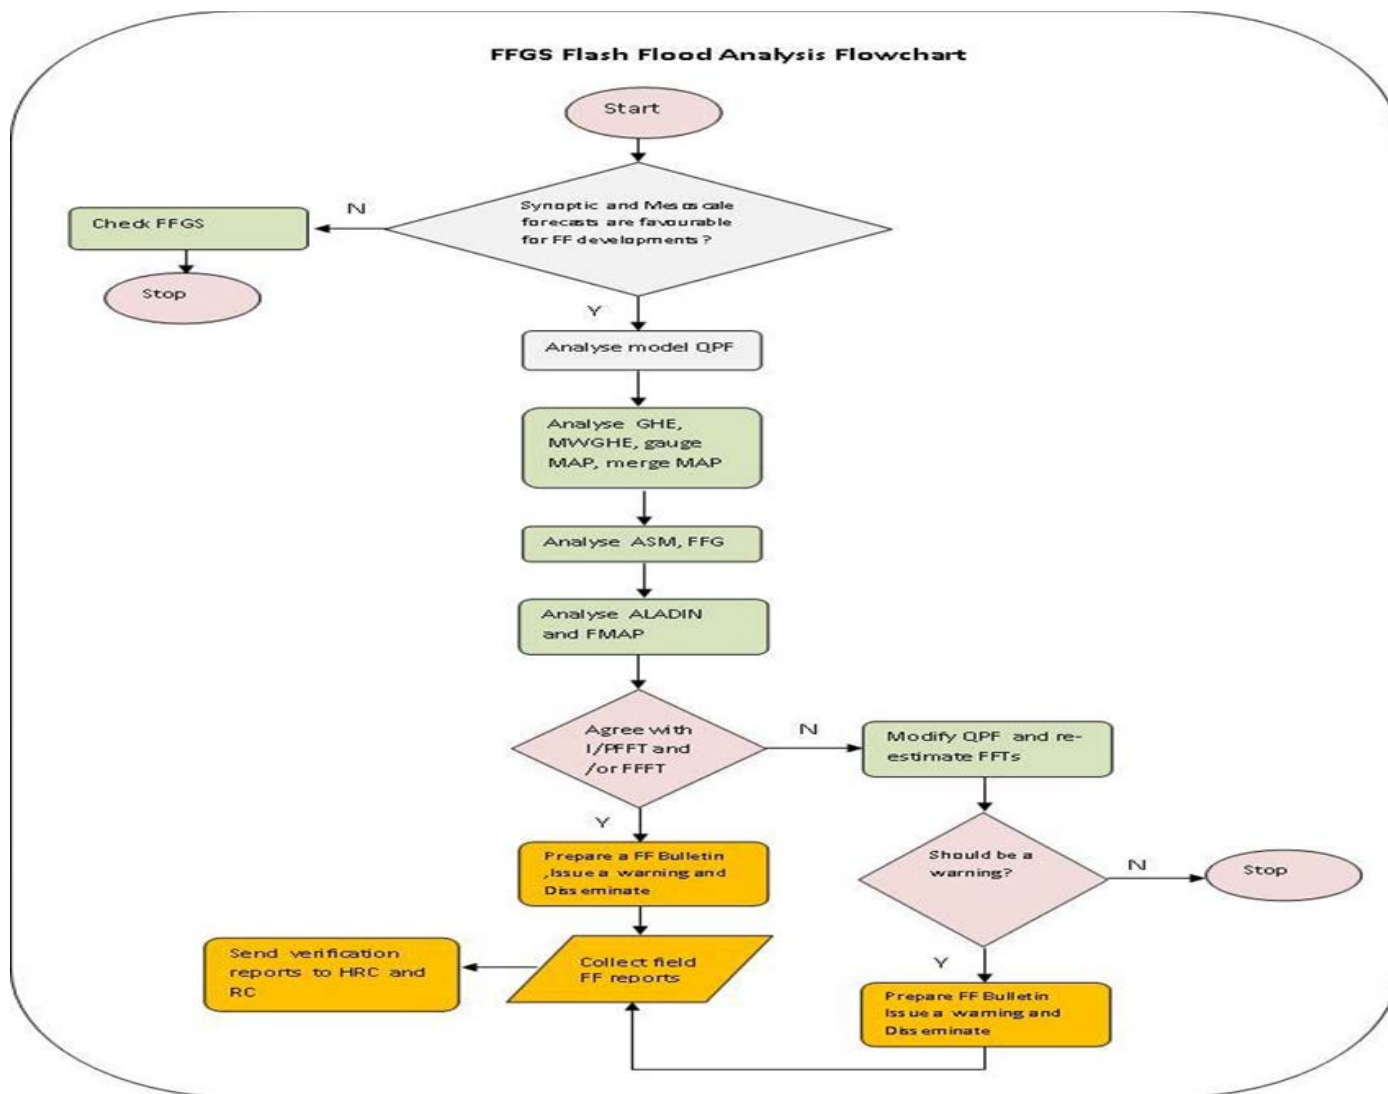 FFGS Flash Flood Analysis Flowchart
Start
Synoptic and Mesoscale
forecasts are favourable
for FF developments?
N
Check FFGS
Stop
Y
Analyse model QPF
Analyse GHE,
MWGHE, gauge
MAP, merge MAP
Analyse ASM, FFG
Analyse ALADIN
and FMAP
Agree with
I/PFFT and
/or FFFT
N
Modify QPF and re-
estimate FFTs
Y
Prepare a FF Bulletin
,Issue a warning and
Disseminate
Should be a
warning?
N
Stop
Send verification
reports to HRC and
RC
Collect field
FF reports
Y
Prepare FF Bulletin
Issue a warning and
Disseminate